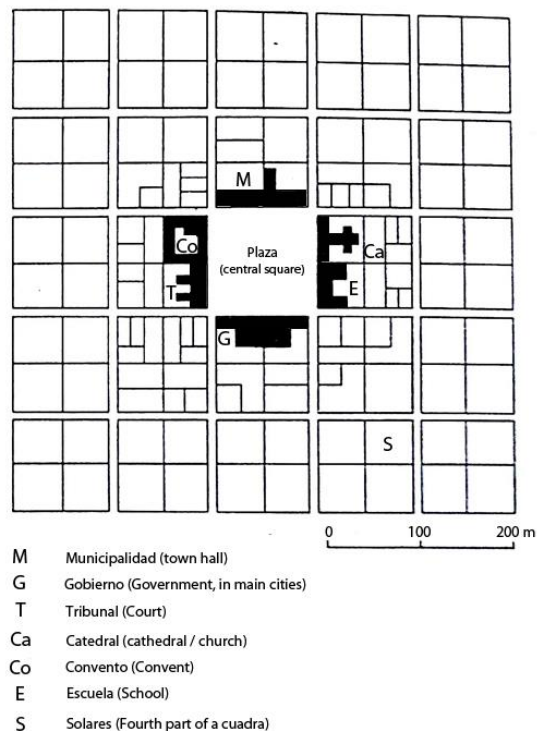 M
Co
Plaza
(central square)
Ca
T
E
G
S
0 100 200 m
M Municipalidad (town hall)
G Gobierno (Government, in main cities)
T Tribunal (Court)
Ca Catedral (cathedral / church)
Co Convento (Convent)
E Escuela (School)
S Solares (Fourth part of a cuadra)